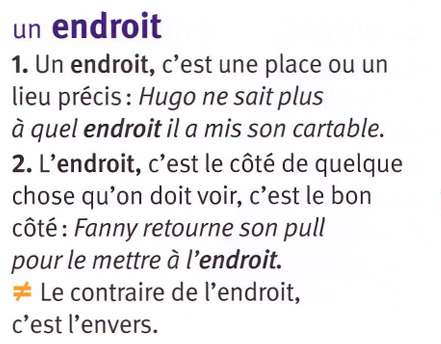 un endroit
1. Un endroit, c'est une place ou un
lieu précis : Hugo ne sait plus
à quel endroit il a mis son cartable.
2. L'endroit, c'est le côté de quelque
chose qu'on doit voir, c'est le bon
côté : Fanny retourne son pull
pour le mettre à l'endroit.
≠ Le contraire de l'endroit,
c'est l'envers.